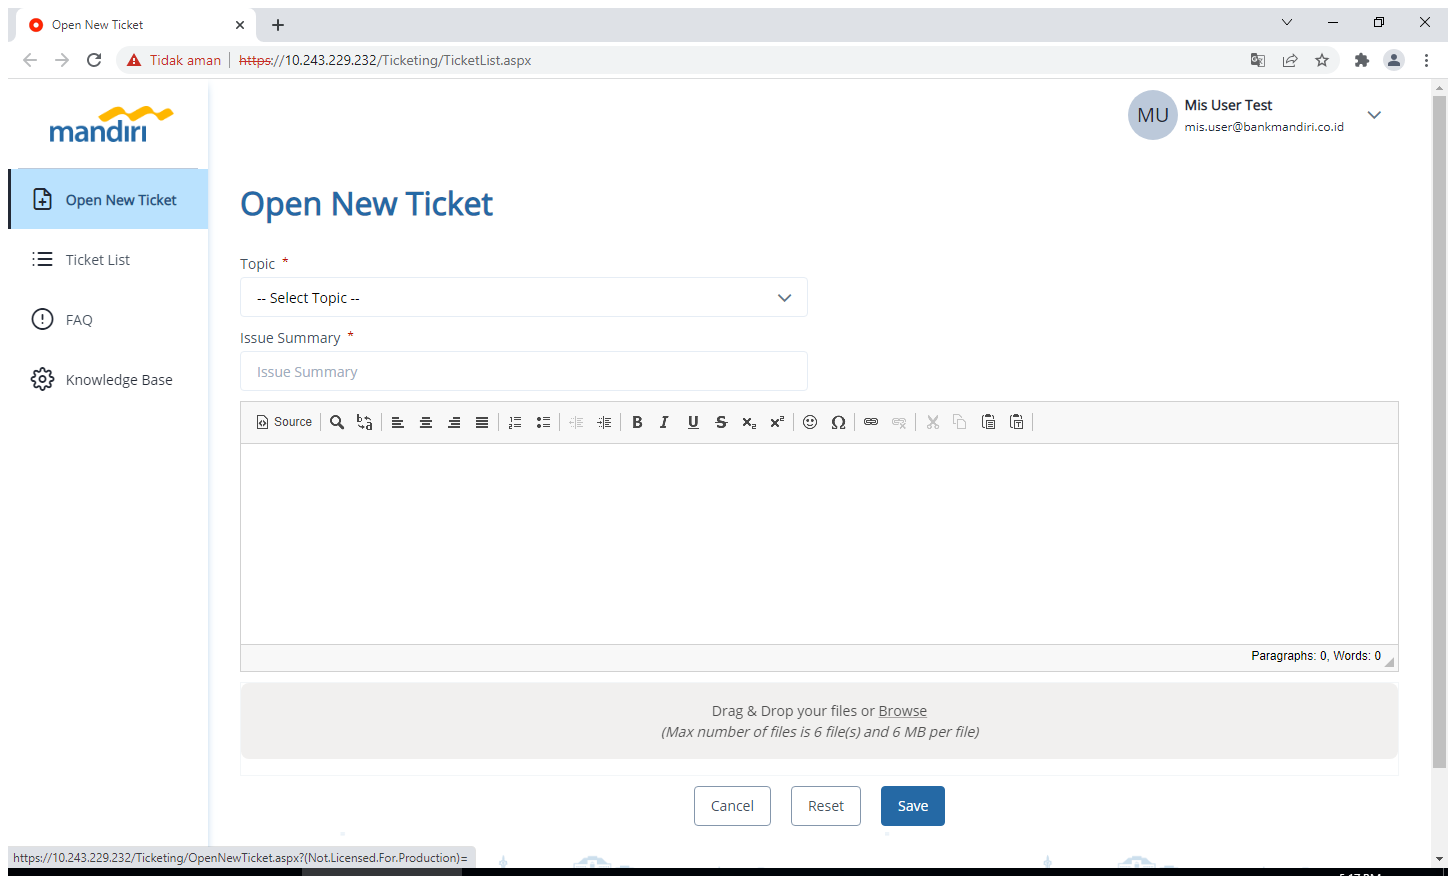 Open New Ticket
Tidak aman
https://10.243.229.232/Ticketing/TicketList.aspx
mandiri
MU
Mis User Test
mis.user@bankmandiri.co.id
Open New Ticket
Ticket List
FAQ
Knowledge Base
Open New Ticket
Topic *
-- Select Topic --
Issue Summary *
Issue Summary
Source
Paragraphs: 0, Words: 0
Drag & Drop your files or Browse
(Max number of files is 6 file(s) and 6 MB per file)
Cancel
Reset
Save
https://10.243.229.232/Ticketing/OpenNewTicket.aspx?(Not.Licensed.For.Production)=